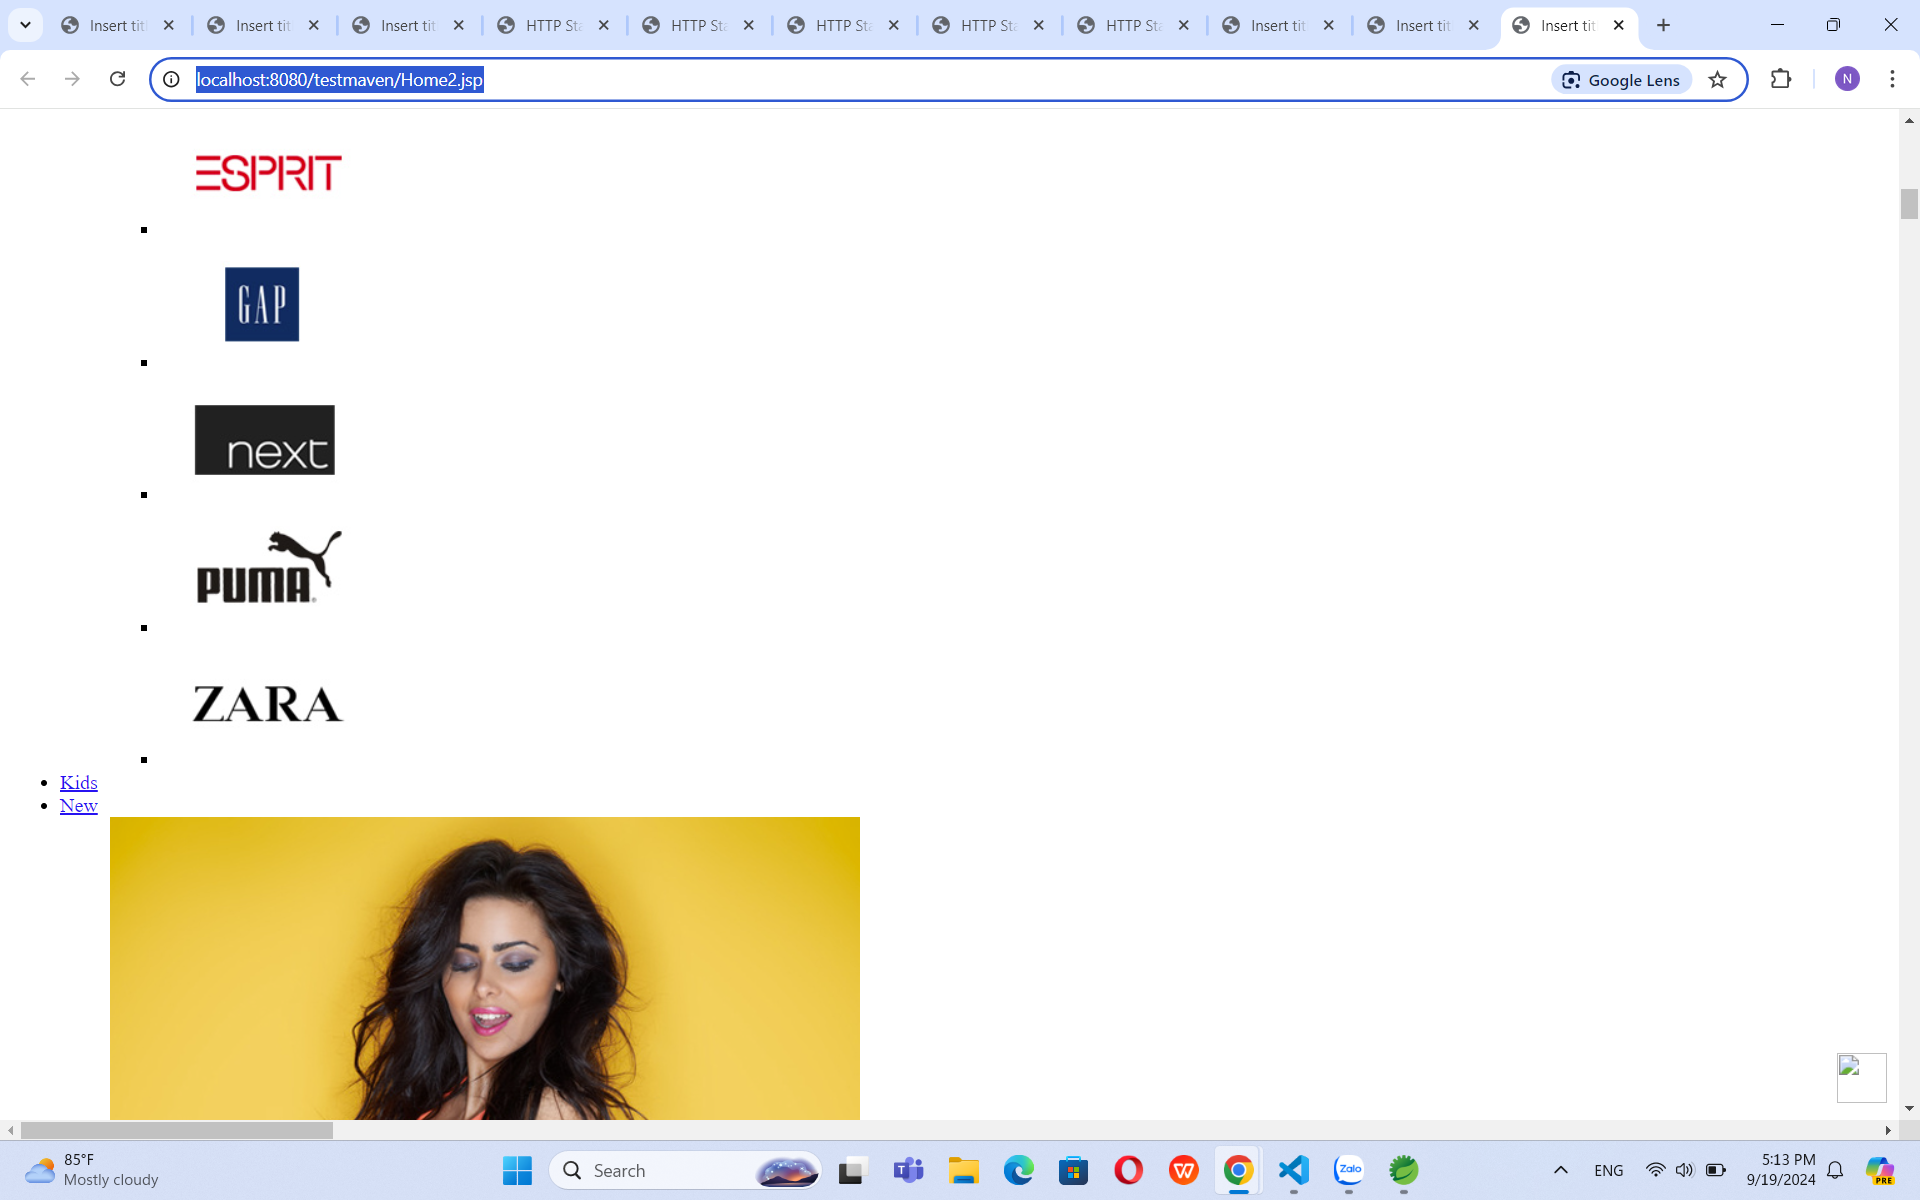 Insert tit
Insert tit
Insert tit
HTTP Sta
HTTP Sta
HTTP Sta
HTTP Sta
HTTP Sta
Insert tit
Insert tit
Insert tit
localhost:8080/testmaven/Home2.jsp
Google Lens
N
ESPRIT
GAP
next
PUMA
ZARA
Kids
New
85°F
Mostly cloudy
Search
Zalo
ENG
5:13 PM
9/19/2024
PRE